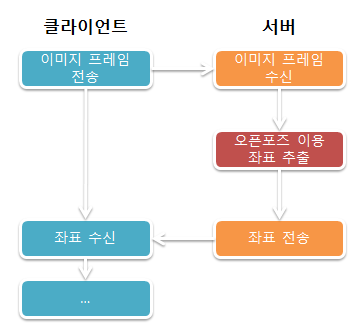 클라이언트
서버
이미지 프레임
전송
이미지 프레임
수신
오픈포즈 이용
좌표 추출
좌표 수신
좌표 전송
...